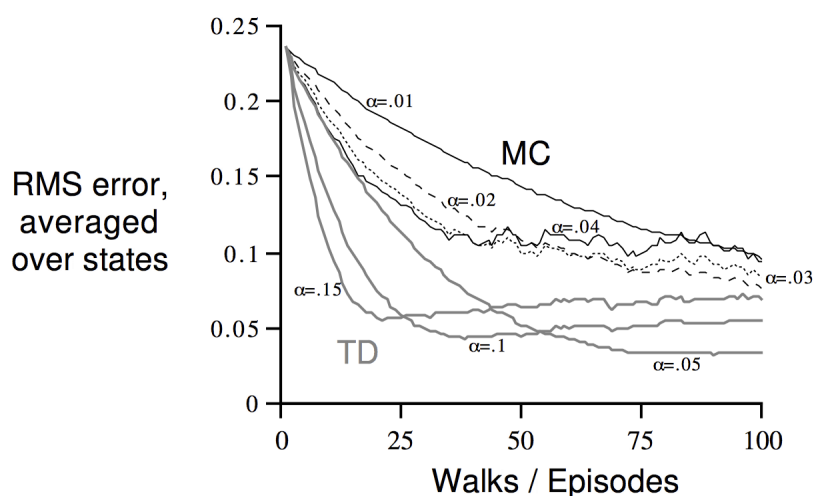 0.25
0.2
0.15
0.1
0.05
0
RMS error,
averaged
over states
α=.01
MC
α=.02
α=.04
α=.03
α=.15
TD
α=.1
α=.05
0 25 50 75 100
Walks / Episodes